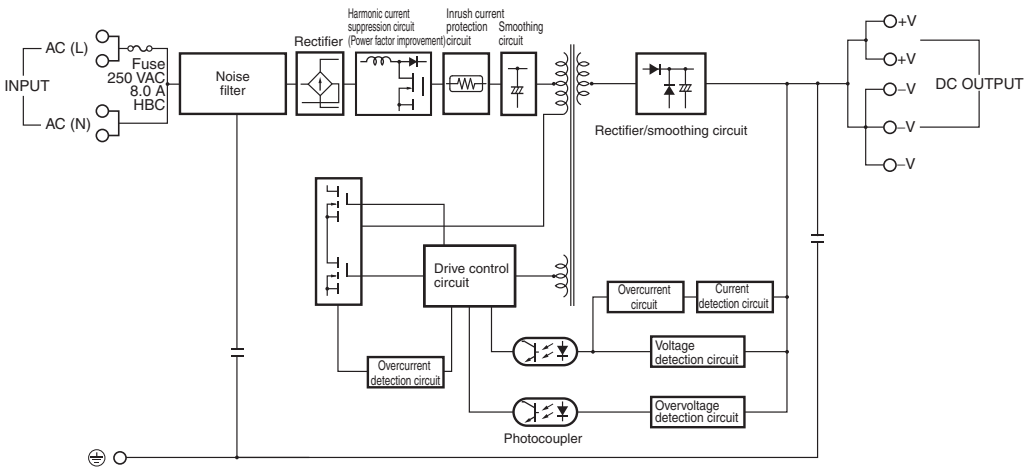 Harmonic current
suppression circuit
(Power factor improvement)
Inrush current
protection
circuit
Smoothing
circuit
Rectifier
INPUT
AC (L)
Fuse
250 VAC
8.0 A
HBC
AC (N)
Noise
filter
Rectifier/smoothing circuit
+V
+V
−V
−V
−V
DC OUTPUT
Drive control
circuit
Overcurrent
circuit
Current
detection circuit
Voltage
detection circuit
Overcurrent
detection circuit
Overvoltage
detection circuit
Photocoupler